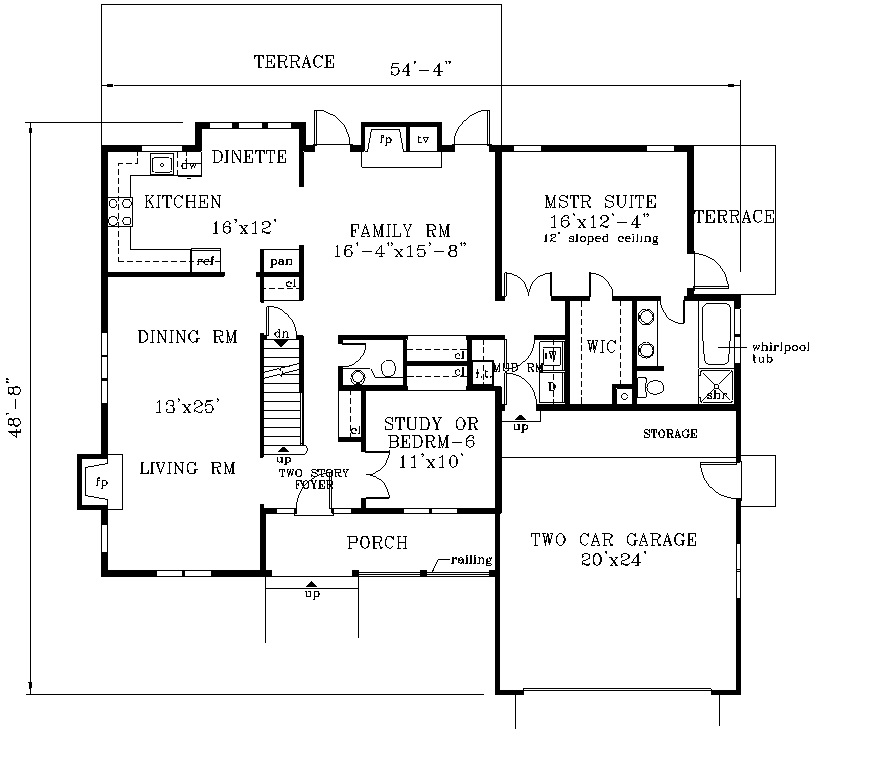 TERRACE
54'-4"
fp
tv
DINETTE
dw
KITCHEN
16'x12'
ref
pan
FAMILY RM
16'-4"x15'-8"
MSTR SUITE
16'x12'-4"
12' sloped ceiling
TERRACE
cl
DINING RM
dn
cl
cl
MUD RM
W
D
WIC
whirlpool
tub
shr
48'-8"
13'x25'
cl
STUDY OR
BEDRM-6
11'x10'
up
STORAGE
LIVING RM
up
TWO STORY
FOYER
fp
PORCH
railing
up
TWO CAR GARAGE
20'x24'